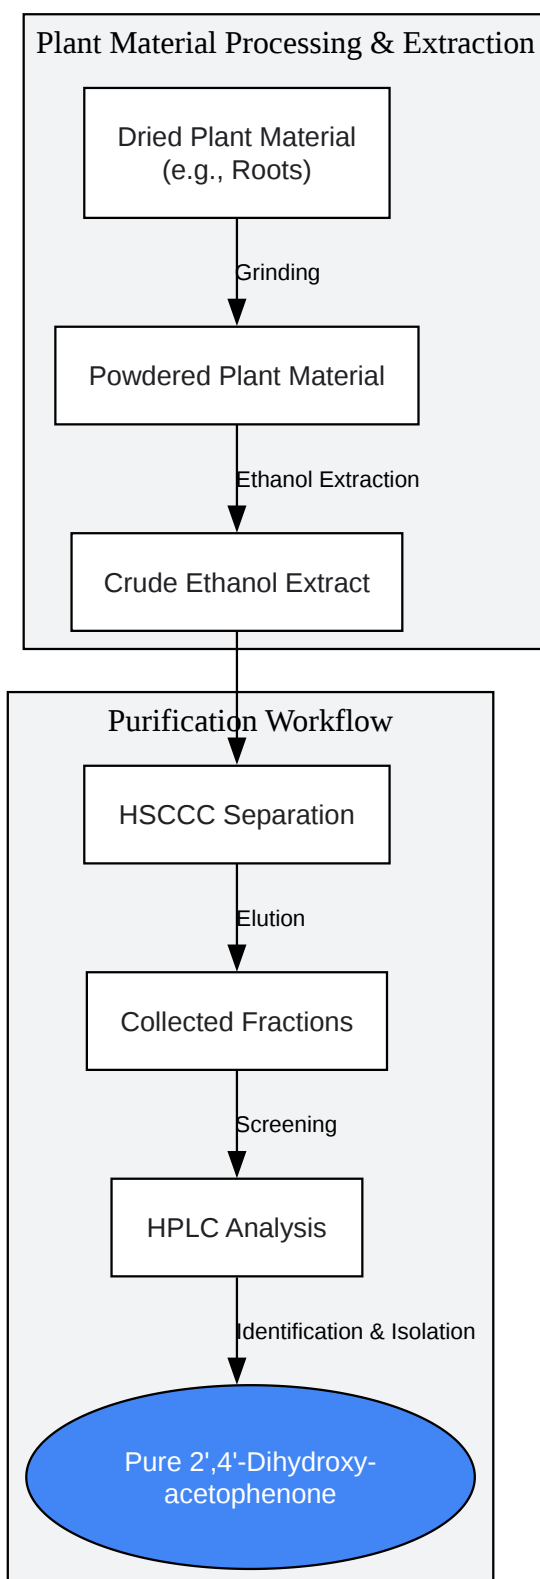 Plant Material Processing & Extraction
Dried Plant Material
(e.g., Roots)
Grinding
Powdered Plant Material
Ethanol Extraction
Crude Ethanol Extract
Purification Workflow
HSCCC Separation
Elution
Collected Fractions
Screening
HPLC Analysis
Identification & Isolation
Pure 2',4'-Dihydroxy-
acetophenone